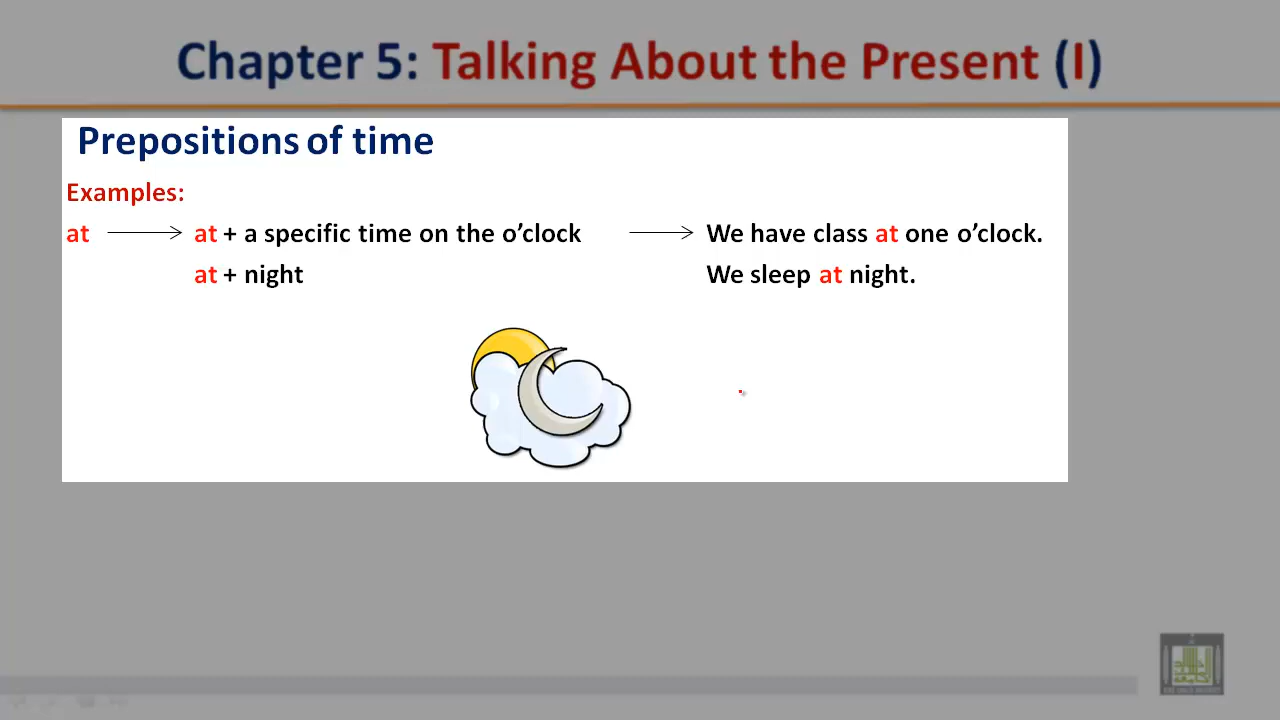 Chapter 5: Talking About the Present (I)
Prepositions of time
Examples:
at → at + a specific time on the o’clock → We have class at one o’clock.
at + night We sleep at night.